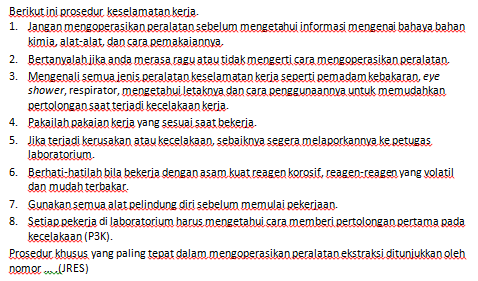 Berikut ini prosedur keselamatan kerja.
1. Jangan mengoperasikan peralatan sebelum mengetahui informasi mengenai bahaya bahan
kimia, alat-alat, dan cara pemakaiannya.
2. Bertanyalah jika anda merasa ragu atau tidak mengerti cara mengoperasikan peralatan.
3. Mengenali semua jenis peralatan keselamatan kerja seperti pemadam kebakaran, eye
shower, respirator, mengetahui letaknya dan cara penggunaannya untuk memudahkan
pertolongan saat terjadi kecelakaan kerja.
4. Pakailah pakaian kerja yang sesuai saat bekerja.
5. Jika terjadi kerusakan atau kecelakaan, sebaiknya segera melaporkannya ke petugas
laboratorium.
6. Berhati-hatilah bila bekerja dengan asam kuat reagen korosif, reagen-reagen yang volatil
dan mudah terbakar.
7. Gunakan semua alat pelindung diri sebelum memulai pekerjaan.
8. Setiap pekerja di laboratorium harus mengetahui cara memberi pertolongan pertama pada
kecelakaan (P3K).
Prosedur khusus yang paling tepat dalam mengoperasikan peralatan ekstraksi ditunjukkan oleh
nomor .... (JRES)